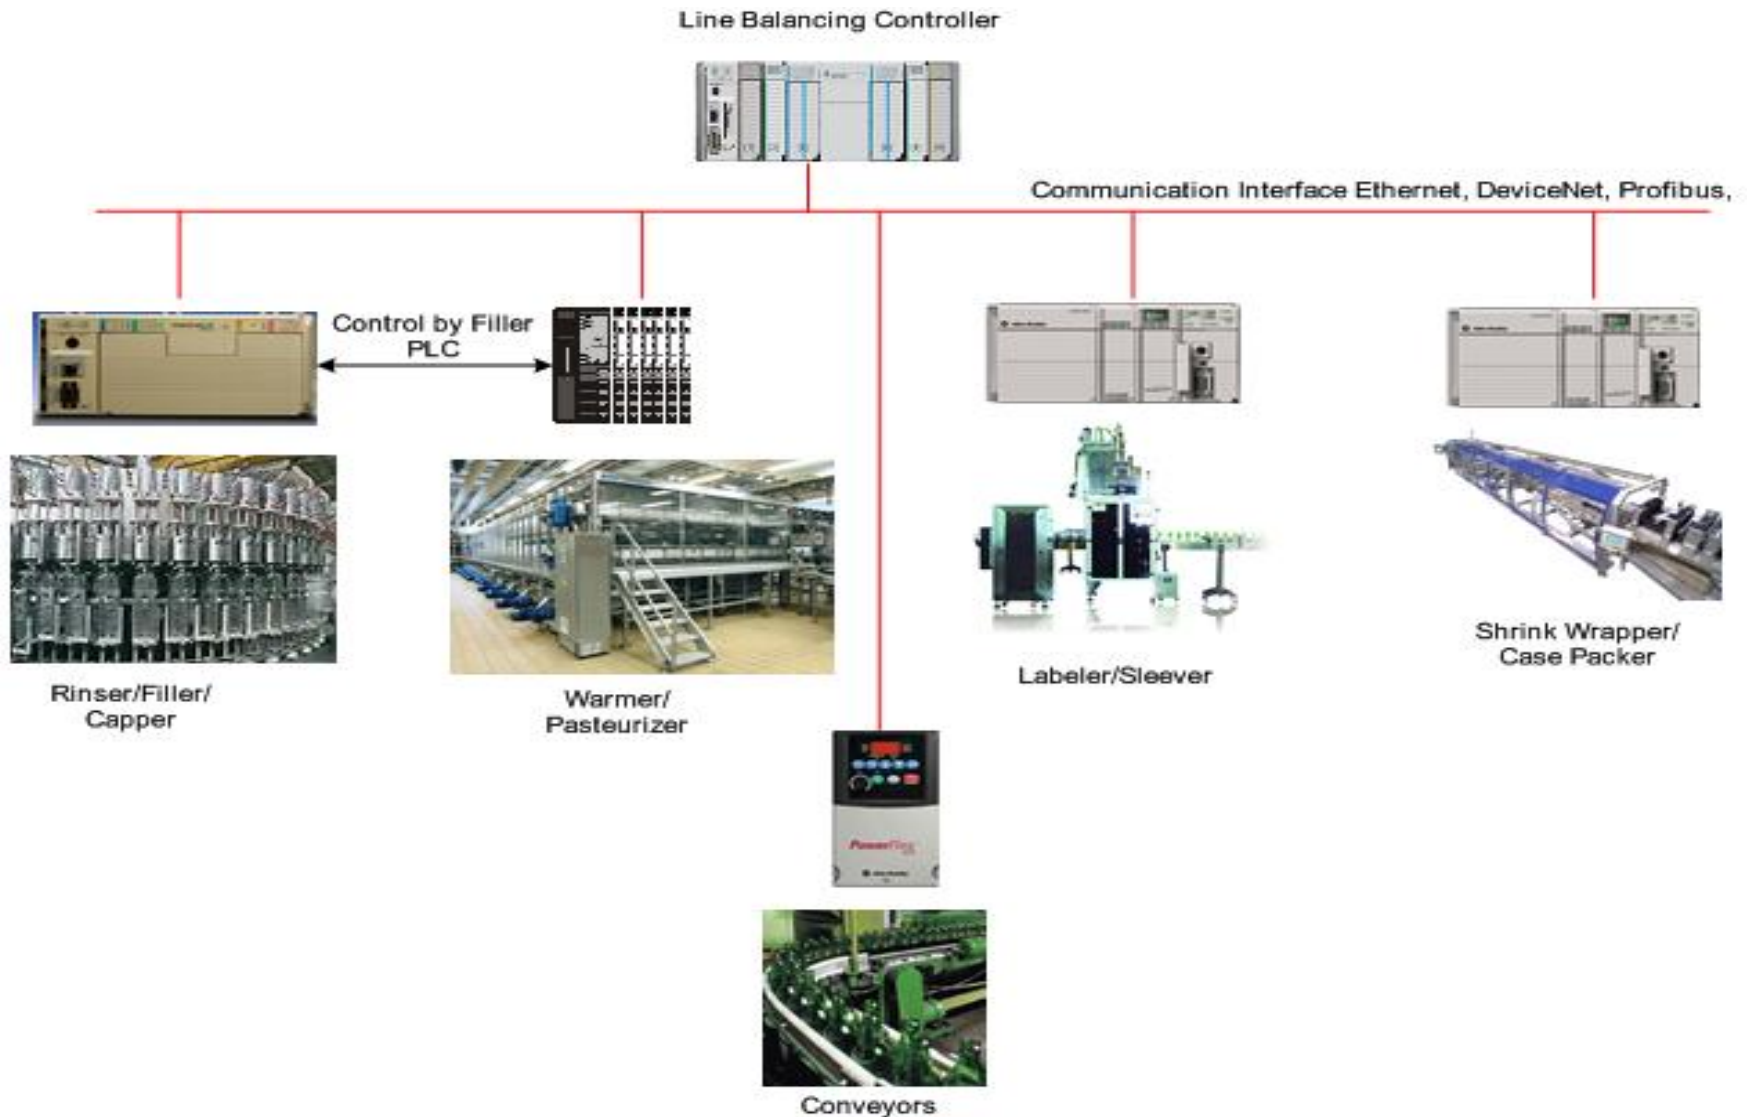 Line Balancing Controller
Communication Interface Ethernet, DeviceNet, Profibus,
Control by Filler
PLC
Rinser/Filler/
Capper
Warmer/
Pasteurizer
Labeler/Sleever
Shrink Wrapper/
Case Packer
PowerFlex
Conveyors